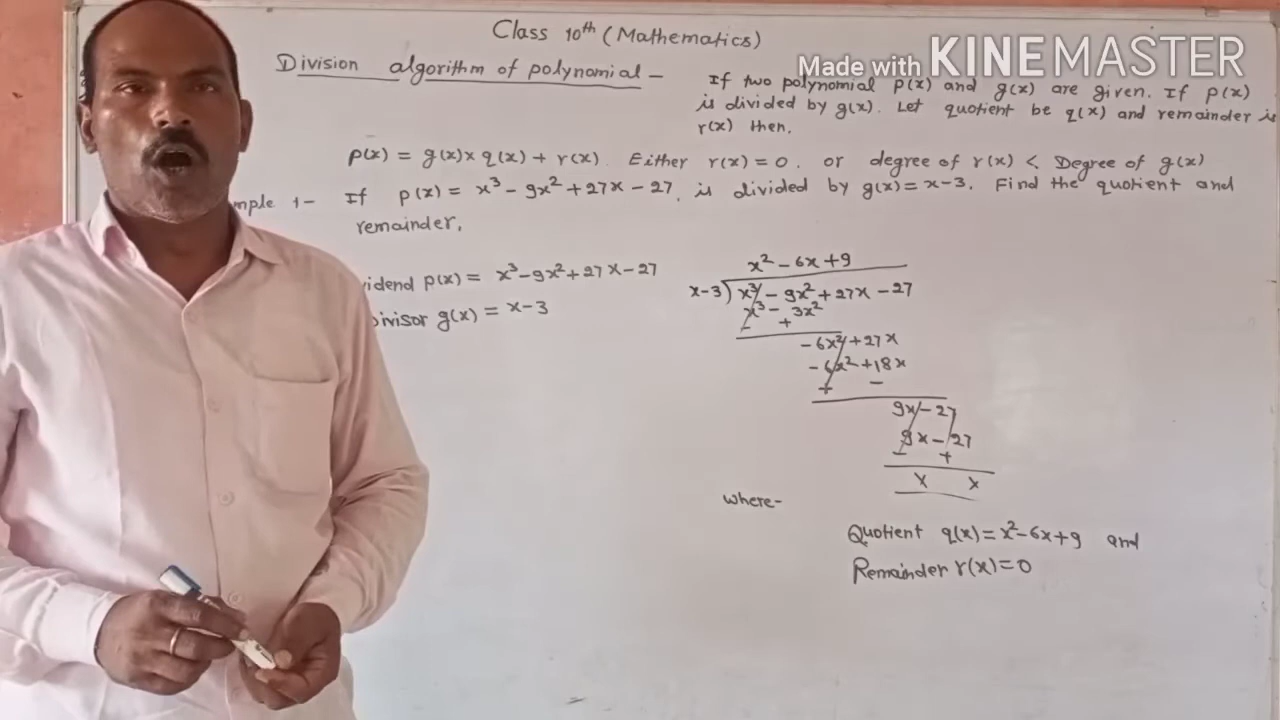 Class 10th (Mathematics)
Made with KINEMASTER
Division algorithm of polynomial –
If two polynomial p(x) and g(x) are given. If p(x)
is divided by g(x). Let quotient be q(x) and remainder is
r(x) then,
p(x) = g(x) × q(x) + r(x). Either r(x) = 0. or degree of r(x) < Degree of g(x)
mple 1- If p(x) = x³ - 9x² + 27x - 27, is divided by g(x) = x-3. Find the quotient and
remainder.
vidend p(x) = x³-9x²+27x-27
Divisor g(x) = x-3
x² - 6x + 9
x-3) x³ - 9x² + 27x - 27
x³ - 3x²
- +
- 6x² + 27x
- 6x² + 18x
+ -
9x - 27
9x - 27
- +
x x
where-
Quotient q(x) = x²-6x+9 and
Remainder r(x) = 0